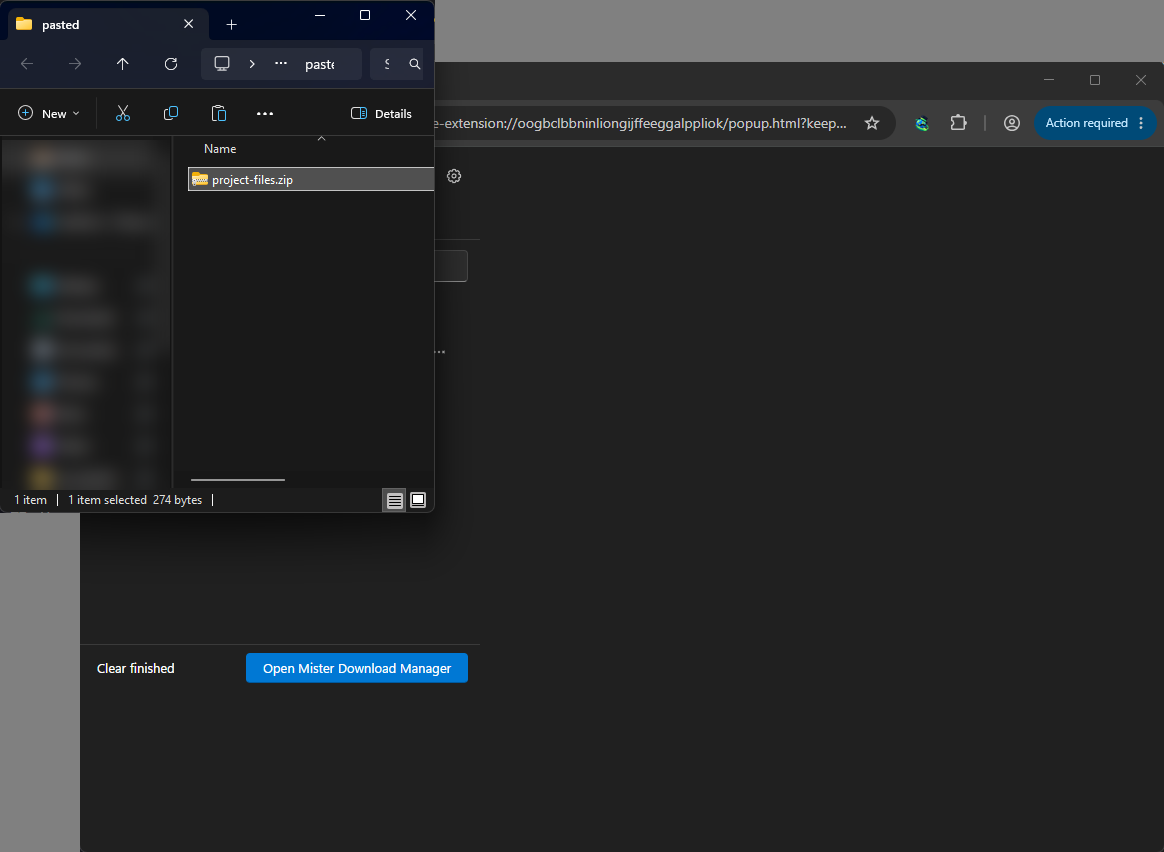 pasted
paste
S
e-extension://oogbclbbninliongijffeeggalppliok/popup.html?keep...
Action required
New
Details
Name
project-files.zip
1 item
1 item selected 274 bytes
Clear finished
Open Mister Download Manager